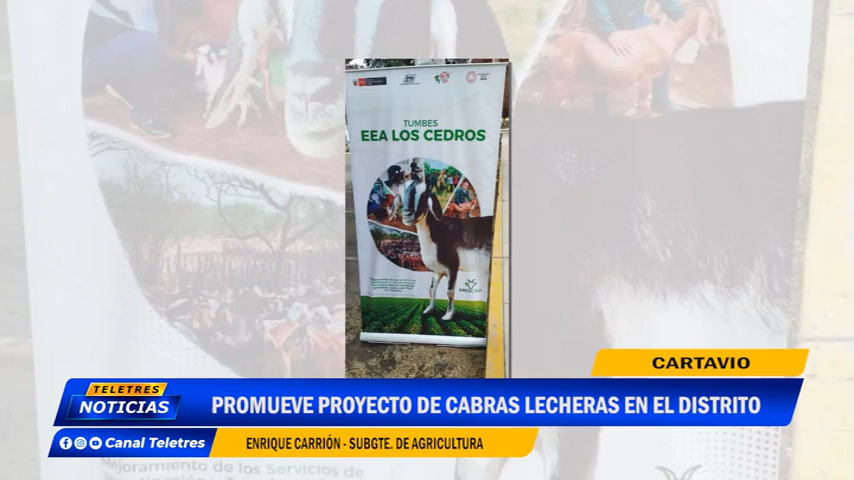 TUMBES
EEA LOS CEDROS
CARTAVIO
TELETRES
NOTICIAS
PROMUEVE PROYECTO DE CABRAS LECHERAS EN EL DISTRITO
Canal Teletres
ENRIQUE CARRIÓN - SUBGTE. DE AGRICULTURA
Mejoramiento de los Servicios de